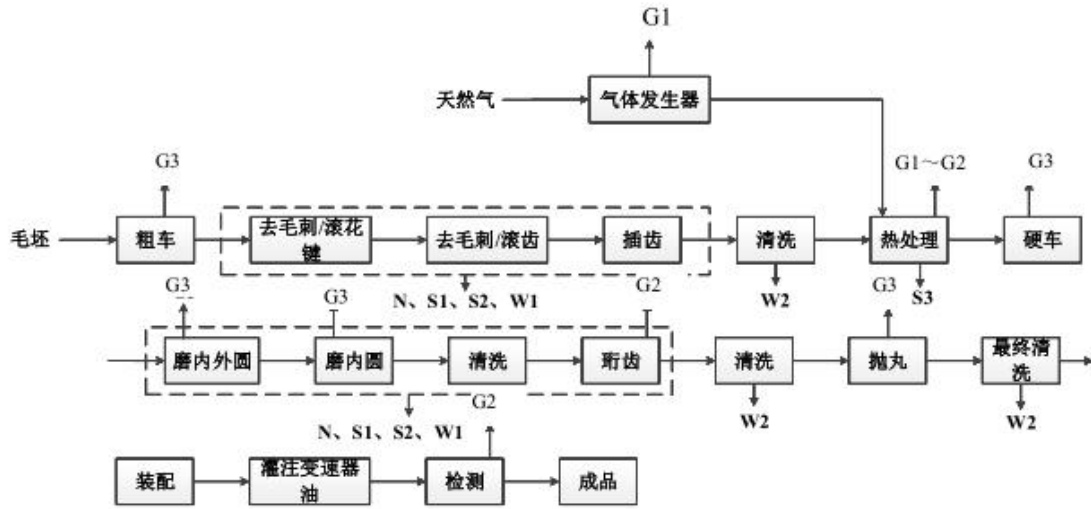 G1
天然气
气体发生器
G3
G1～G2
G3
毛坯
粗车
去毛刺/滚花
键
去毛刺/滚齿
插齿
清洗
热处理
硬车
N、S1、S2、W1
W2
S3
G3
G3
G2
G3
磨内外圆
磨内圆
清洗
珩齿
清洗
抛丸
最终清
洗
N、S1、S2、W1
G2
W2
W2
装配
灌注变速器
油
检测
成品